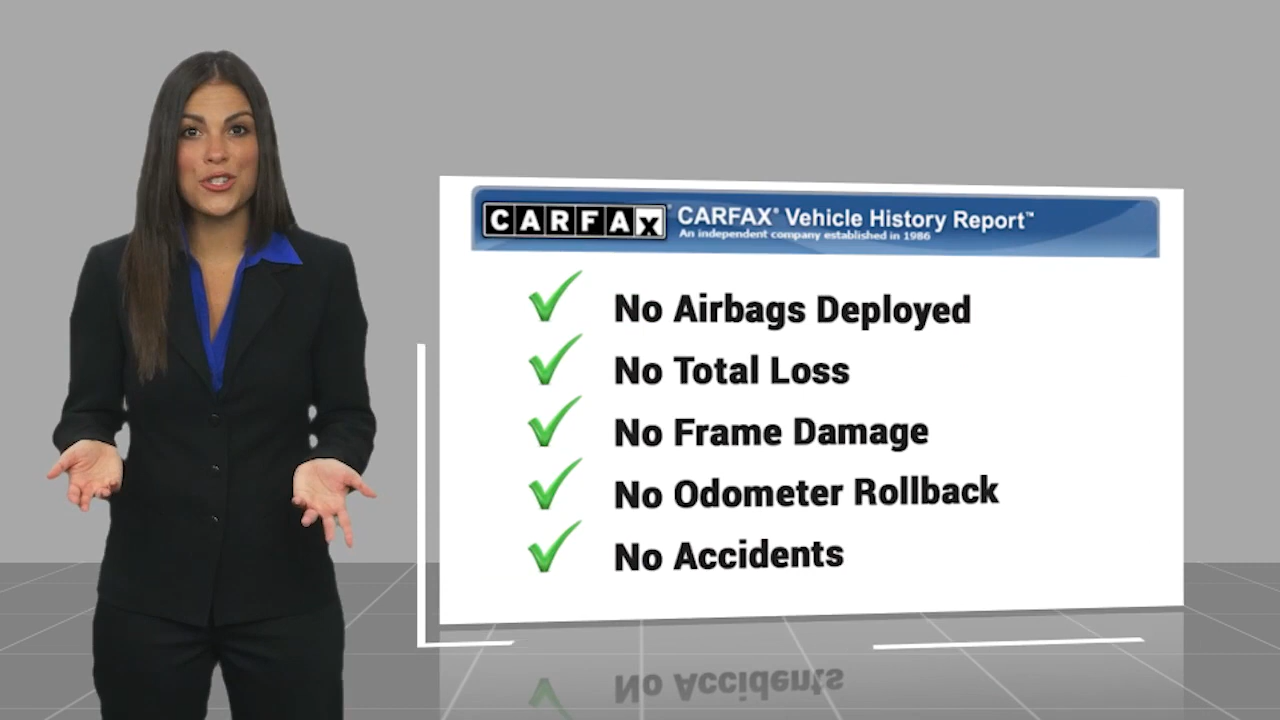 CARFAX
CARFAX® Vehicle History Report™
An independent company established in 1986
No Airbags Deployed
No Total Loss
No Frame Damage
No Odometer Rollback
No Accidents
No Accidents